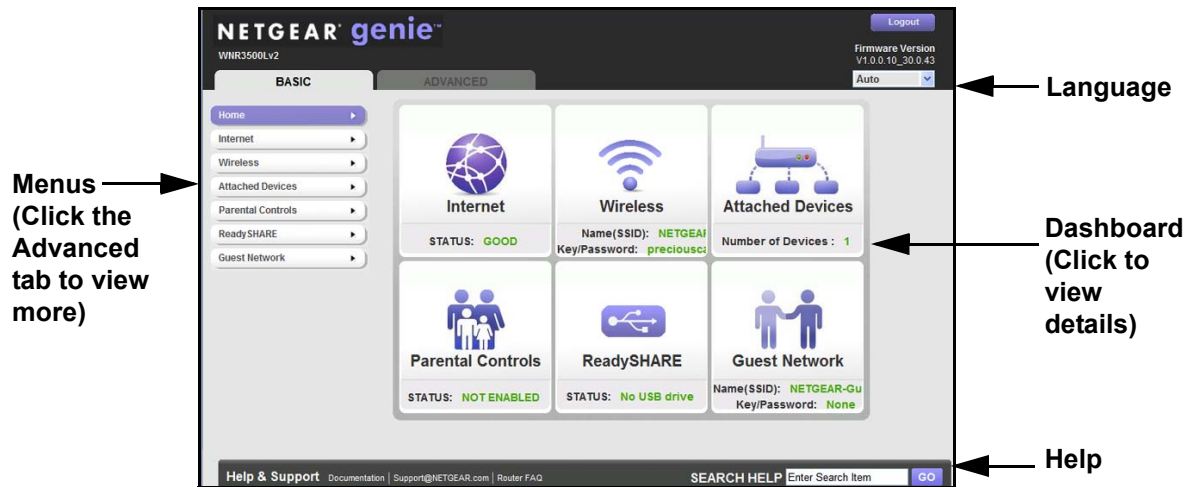 NETGEAR® genie™
Logout
WNR3500Lv2
Firmware Version
V1.0.0.10_30.0.43
BASIC
ADVANCED
Auto
Language
Home
Internet
Wireless
Attached Devices
Parental Controls
ReadySHARE
Guest Network
Menus
(Click the
Advanced
tab to view
more)
Internet
STATUS: GOOD
Wireless
Name(SSID): NETGEAR
Key/Password: preciousca
Attached Devices
Number of Devices : 1
Dashboard
(Click to
view
details)
Parental Controls
STATUS: NOT ENABLED
ReadySHARE
STATUS: No USB drive
Guest Network
Name(SSID): NETGEAR-Gu
Key/Password: None
Help
Help & Support Documentation | Support@NETGEAR.com | Router FAQ
SEARCH HELP Enter Search Item GO